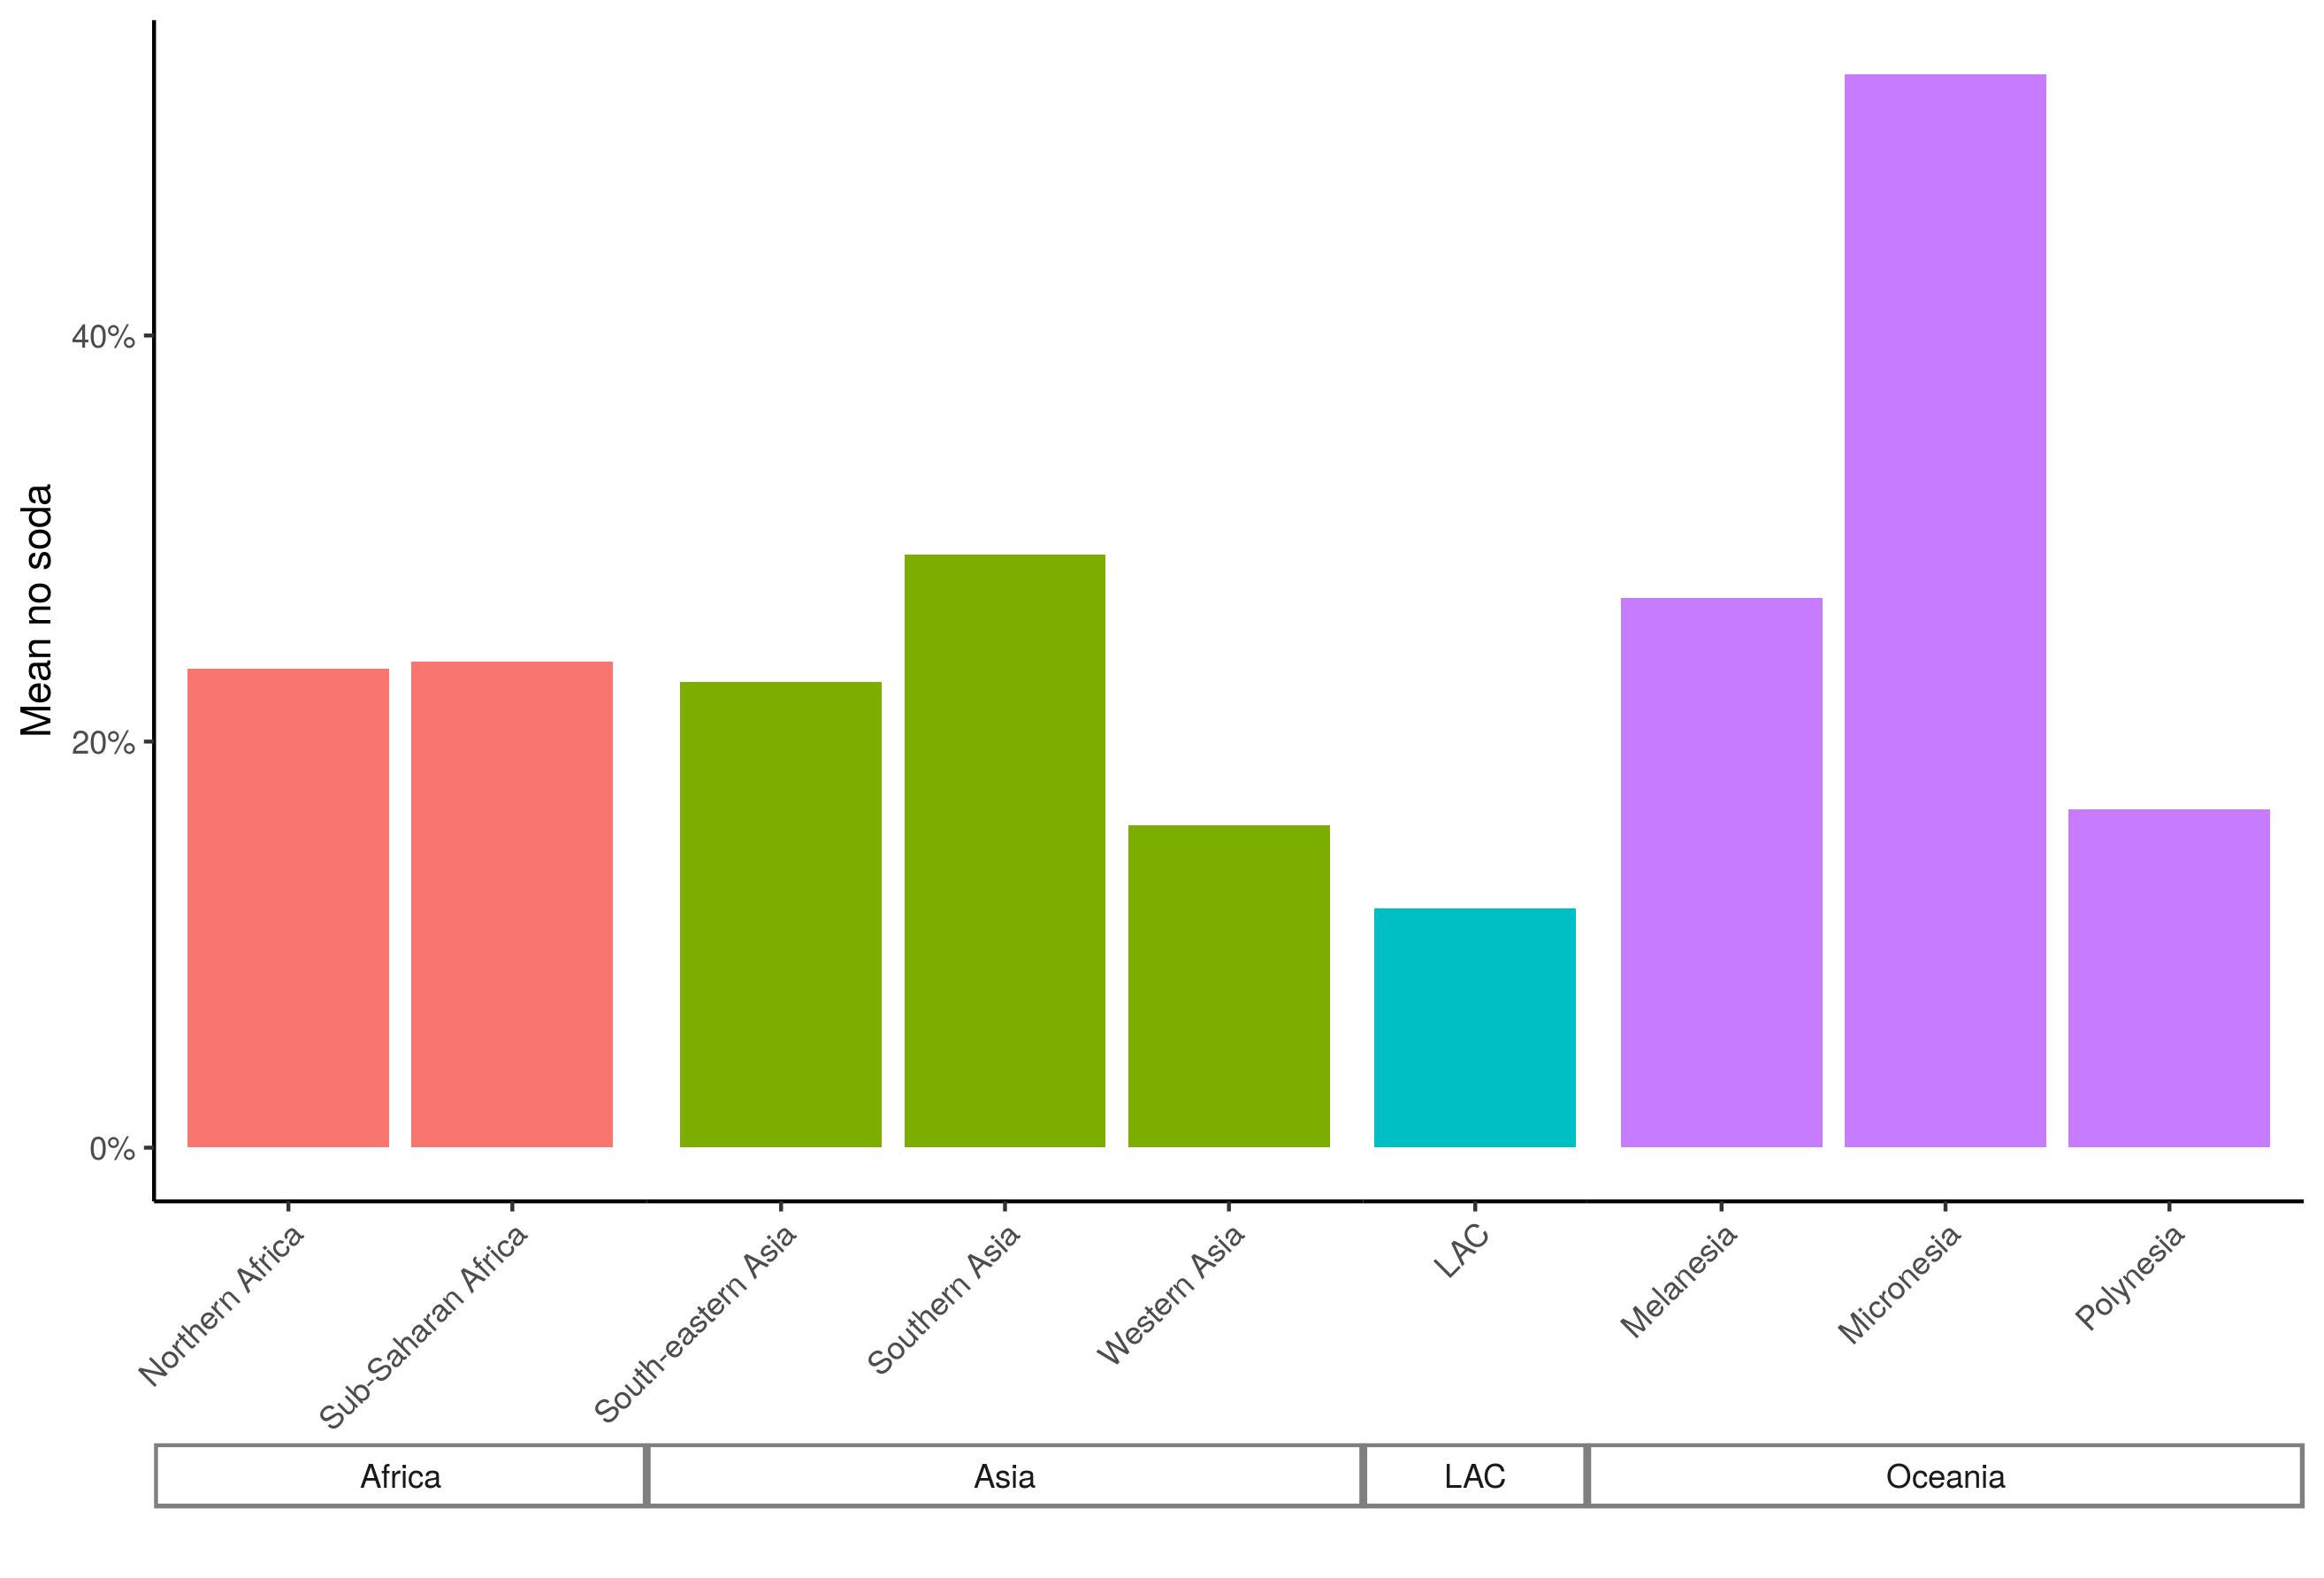 Mean no soda
40%
20%
0%
Northern Africa
Sub-Saharan Africa
South-eastern Asia
Southern Asia
Western Asia
LAC
Melanesia
Micronesia
Polynesia
Africa
Asia
LAC
Oceania